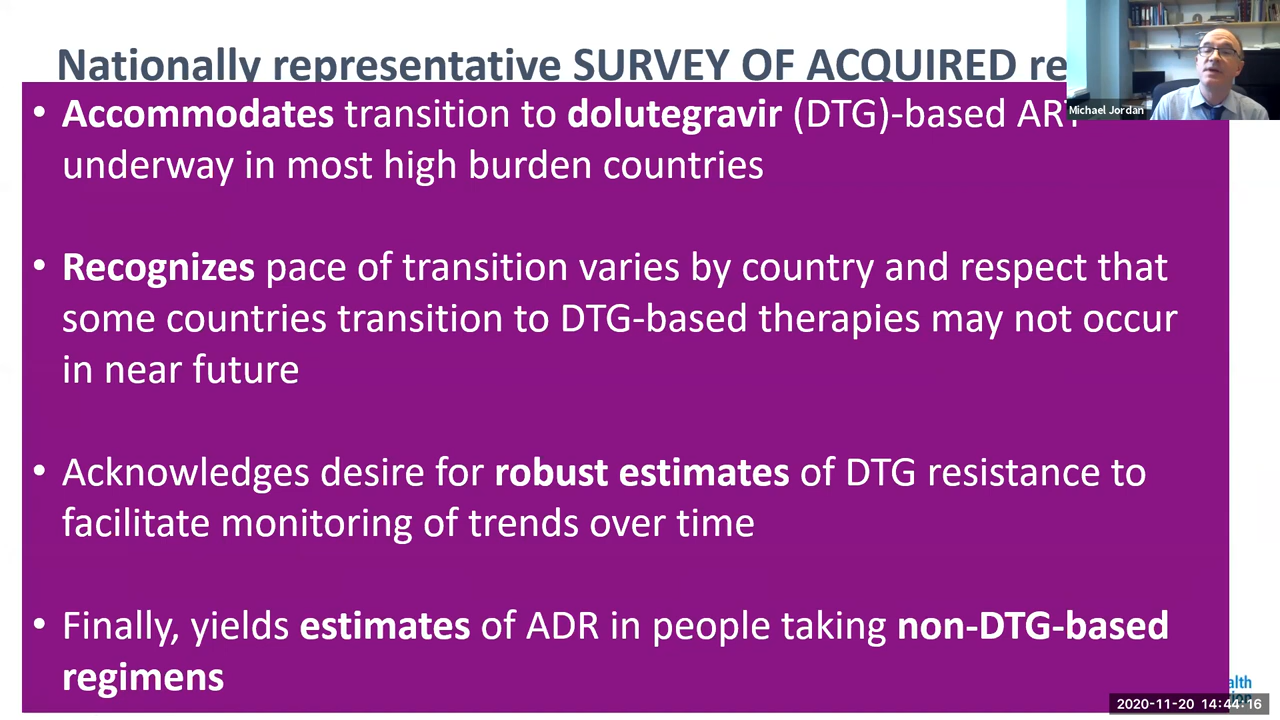 Nationally representative SURVEY OF ACQUIRED re
Michael Jordan
• Accommodates transition to dolutegravir (DTG)-based ART
underway in most high burden countries
• Recognizes pace of transition varies by country and respect that
some countries transition to DTG-based therapies may not occur
in near future
• Acknowledges desire for robust estimates of DTG resistance to
facilitate monitoring of trends over time
• Finally, yields estimates of ADR in people taking non-DTG-based
regimens
alth
2020-11-20 14:44:16